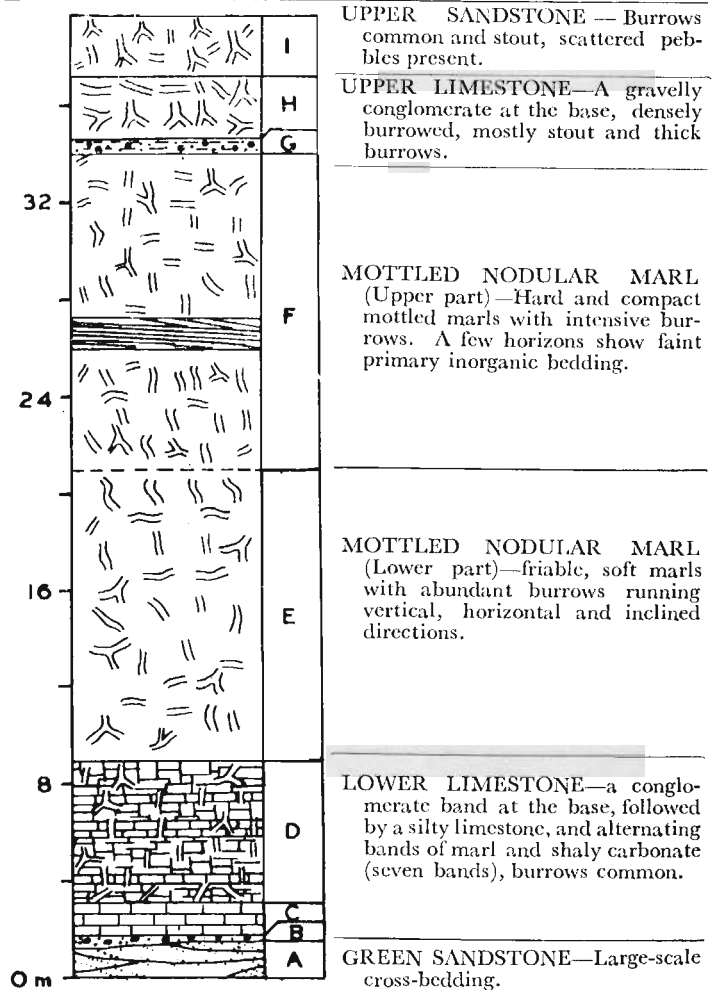 UPPER SANDSTONE — Burrows
common and stout, scattered peb-
bles present.
I
UPPER LIMESTONE—A gravelly
conglomerate at the base, densely
burrowed, mostly stout and thick
burrows.
H
G
32
MOTTLED NODULAR MARL
(Upper part)—Hard and compact
mottled marls with intensive bur-
rows. A few horizons show faint
primary inorganic bedding.
F
24
MOTTLED NODULAR MARL
(Lower part)—friable, soft marls
with abundant burrows running
vertical, horizontal and inclined
directions.
16
E
8
LOWER LIMESTONE—a conglo-
merate band at the base, followed
by a silty limestone, and alternating
bands of marl and shaly carbonate
(seven bands), burrows common.
D
C
B
A
GREEN SANDSTONE—Large-scale
cross-bedding.
0 m